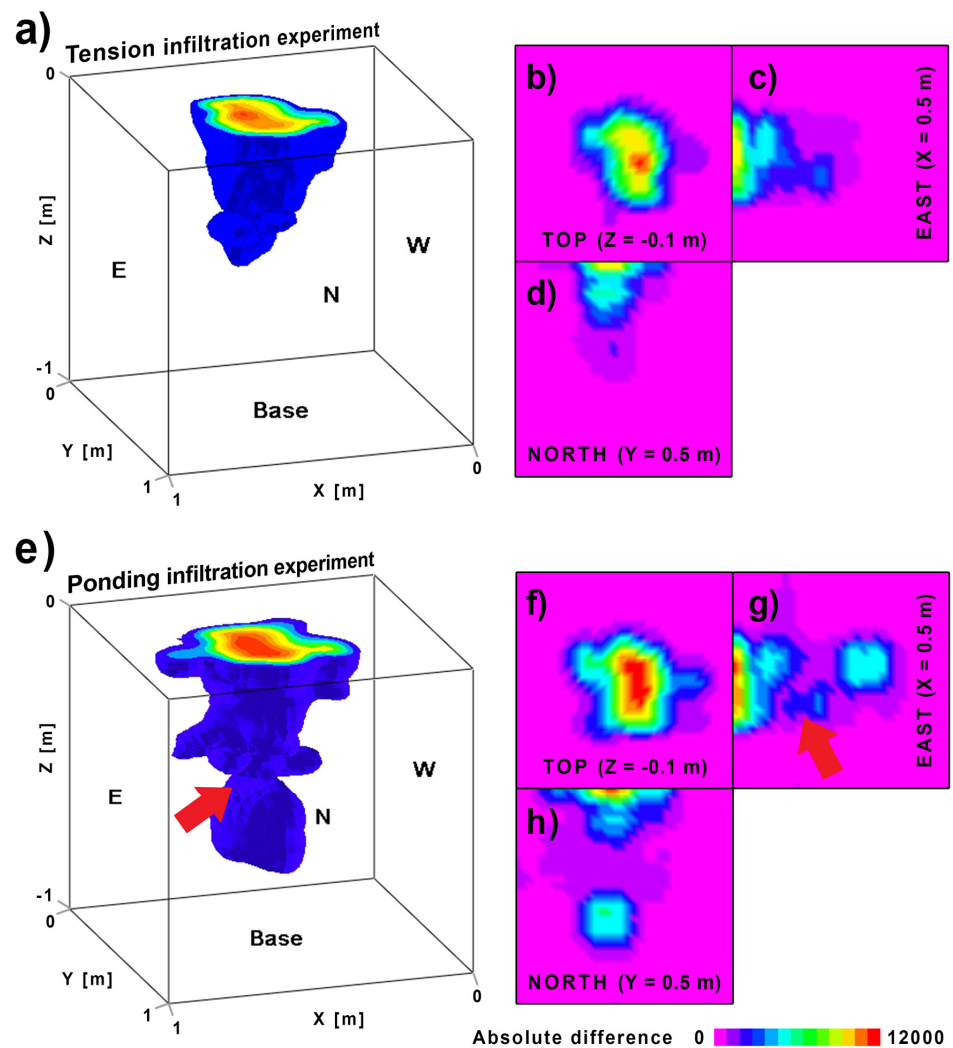 a)
Tension infiltration experiment
0
Z [m]
E
N
W
-1
0
Base
Y [m]
1
1
X [m]
0
b)
TOP (Z = -0.1 m)
c)
EAST (X = 0.5 m)
d)
NORTH (Y = 0.5 m)
e)
Ponding infiltration experiment
0
Z [m]
E
N
W
-1
0
Base
Y [m]
1
1
X [m]
0
f)
TOP (Z = -0.1 m)
g)
EAST (X = 0.5 m)
h)
NORTH (Y = 0.5 m)
Absolute difference 0 12000